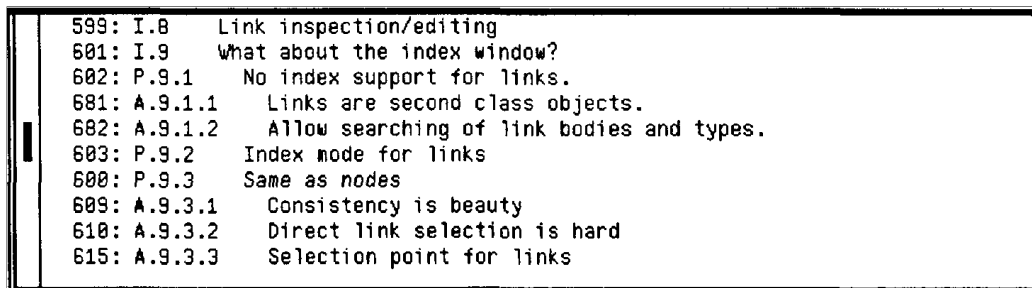 599: I.8 Link inspection/editing
601: I.9 What about the index window?
602: P.9.1 No index support for links.
681: A.9.1.1 Links are second class objects.
682: A.9.1.2 Allow searching of link bodies and types.
603: P.9.2 Index mode for links
600: P.9.3 Same as nodes
609: A.9.3.1 Consistency is beauty
610: A.9.3.2 Direct link selection is hard
615: A.9.3.3 Selection point for links